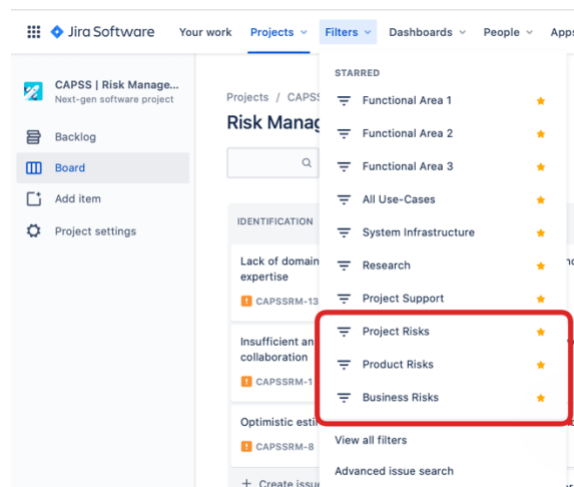 Jira Software
Your work Projects Filters Dashboards People Apps
CAPSS | Risk Manage...
Next-gen software project
Backlog
Board
Add item
Project settings
Projects / CAPSS
Risk Manag
IDENTIFICATION
Lack of domain
expertise
CAPSSRM-13
Insufficient an
collaboration
CAPSSRM-1
Optimistic esti
CAPSSRM-8
+ Create issu
STARRED
Functional Area 1
Functional Area 2
Functional Area 3
All Use-Cases
System Infrastructure
Research
Project Support
Project Risks
Product Risks
Business Risks
View all filters
Advanced issue search